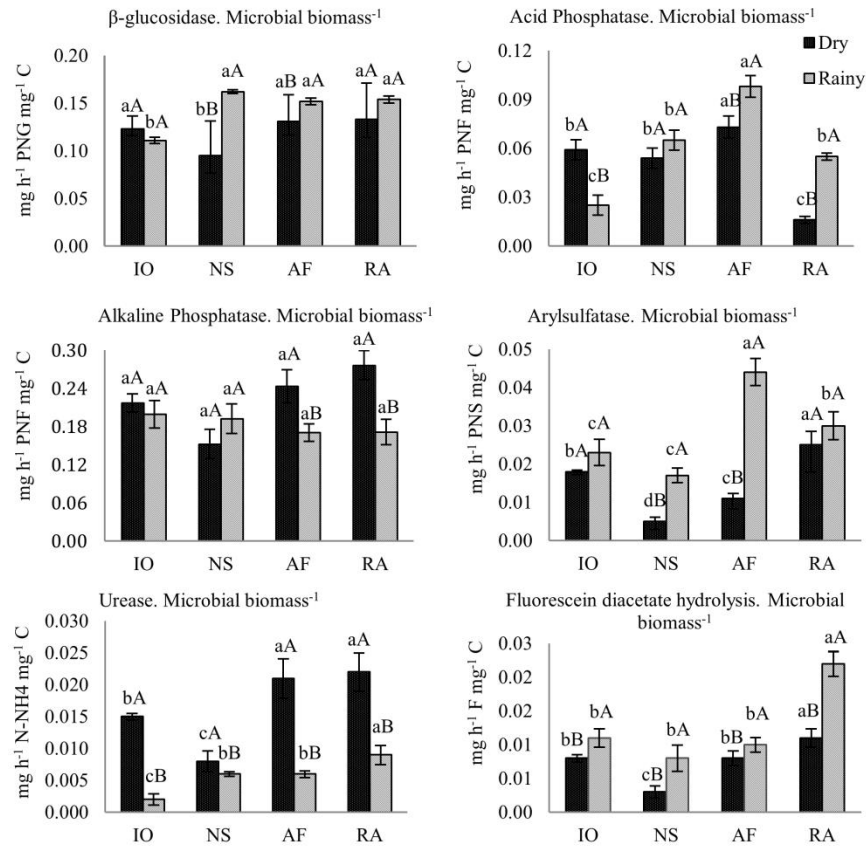 β-glucosidase. Microbial biomass⁻¹
mg h⁻¹ PNG mg⁻¹ C
0.20
0.15
0.10
0.05
0.00
aA bA bB aA aB aA aA aA
IO NS AF RA
Acid Phosphatase. Microbial biomass⁻¹
mg h⁻¹ PNF mg⁻¹ C
0.12
0.09
0.06
0.03
0.00
Dry
Rainy
bA cB bA bA aB aA cB bA
IO NS AF RA
Alkaline Phosphatase. Microbial biomass⁻¹
mg h⁻¹ PNF mg⁻¹ C
0.30
0.24
0.18
0.12
0.06
0.00
aA aA aA aA aA aB aA aB
IO NS AF RA
Arylsulfatase. Microbial biomass⁻¹
mg h⁻¹ PNS mg⁻¹ C
0.05
0.04
0.03
0.02
0.01
0.00
bA cA dB cA cB aA aA bA
IO NS AF RA
Urease. Microbial biomass⁻¹
mg h⁻¹ N-NH4 mg⁻¹ C
0.030
0.025
0.020
0.015
0.010
0.005
0.000
bA cB cA bB aA bB aA aB
IO NS AF RA
Fluorescein diacetate hydrolysis. Microbial
biomass⁻¹
mg h⁻¹ F mg⁻¹ C
0.03
0.02
0.02
0.01
0.01
0.00
bB bA cB bA bB bA aB aA
IO NS AF RA